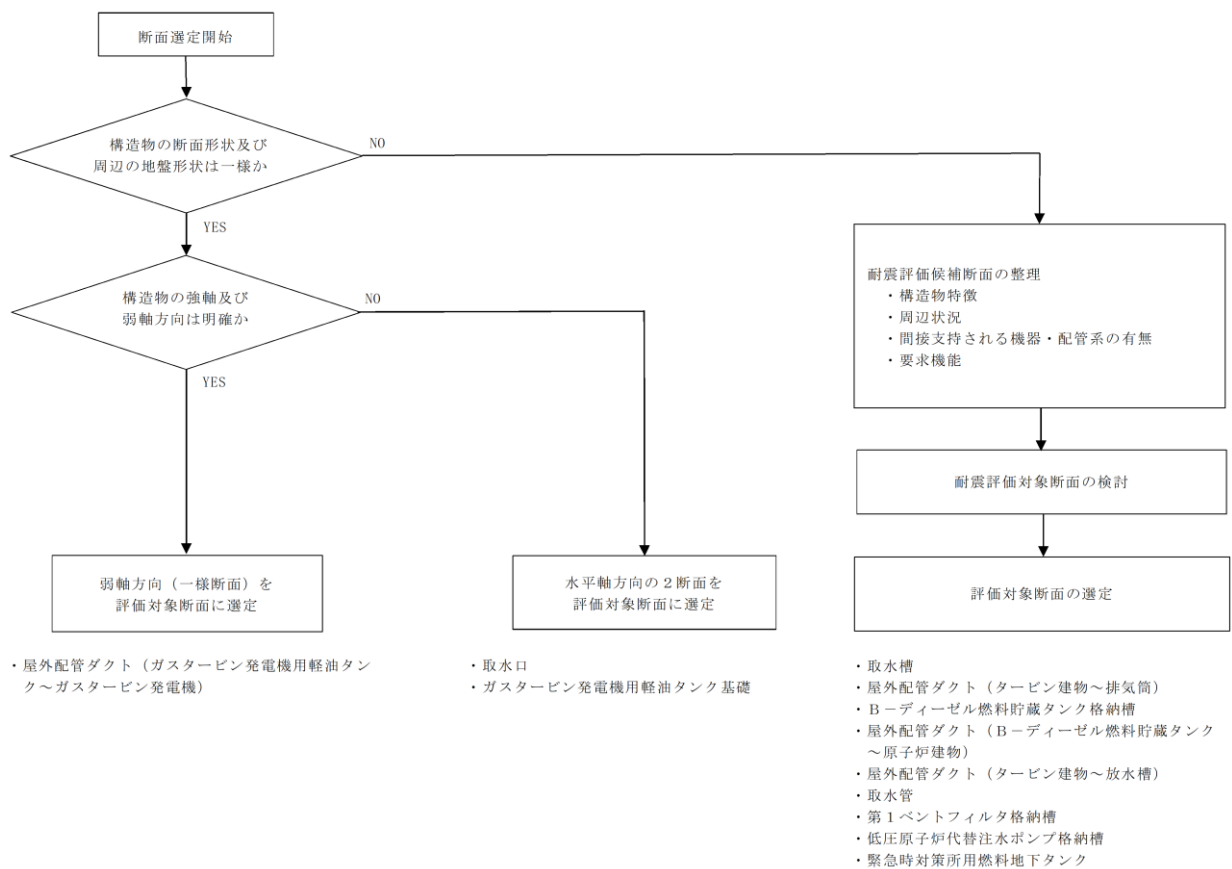 断面選定開始
構造物の断面形状及び
周辺の地盤形状は一様か
NO
YES
構造物の強軸及び
弱軸方向は明確か
NO
YES
耐震評価候補断面の整理
・構造物特徴
・周辺状況
・間接支持される機器・配管系の有無
・要求機能
耐震評価対象断面の検討
弱軸方向（一様断面）を
評価対象断面に選定
水平軸方向の２断面を
評価対象断面に選定
評価対象断面の選定
・屋外配管ダクト（ガスタービン発電機用軽油タン
ク～ガスタービン発電機）
・取水口
・ガスタービン発電機用軽油タンク基礎
・取水槽
・屋外配管ダクト（タービン建物～排気筒）
・Ｂ－ディーゼル燃料貯蔵タンク格納槽
・屋外配管ダクト（Ｂ－ディーゼル燃料貯蔵タンク
～原子炉建物）
・屋外配管ダクト（タービン建物～放水槽）
・取水管
・第１ベントフィルタ格納槽
・低圧原子炉代替注水ポンプ格納槽
・緊急時対策所用燃料地下タンク